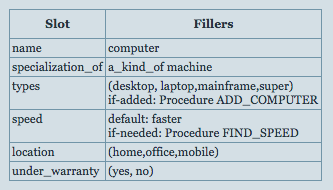 Slot Fillers
name computer
specialization_of a_kind_of machine
types (desktop, laptop,mainframe,super)
if-added: Procedure ADD_COMPUTER
speed default: faster
if-needed: Procedure FIND_SPEED
location (home,office,mobile)
under_warranty (yes, no)